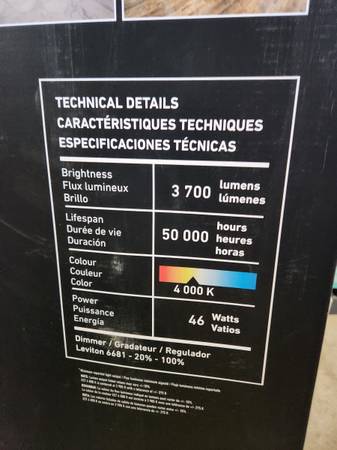 TECHNICAL DETAILS
CARACTÉRISTIQUES TECHNIQUES
ESPECIFICACIONES TÉCNICAS
Brightness
Flux lumineux
Brillo
3 700 lumens
lúmenes
Lifespan
Durée de vie
Duración
50 000 hours
heures
horas
Colour
Couleur
Color
4 000 K
Power
Puissance
Energía
46 Watts
Vatios
Dimmer / Gradateur / Regulador
Leviton 6681 - 20% - 100%